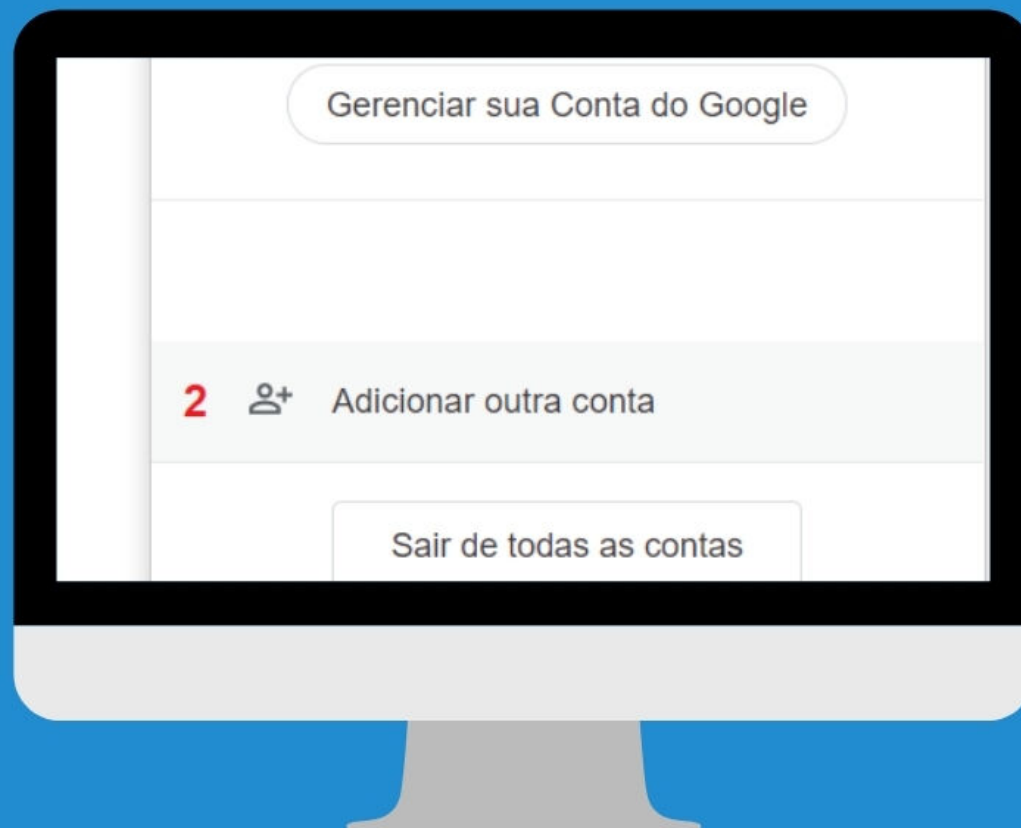 Gerenciar sua Conta do Google
2 Adicionar outra conta
Sair de todas as contas